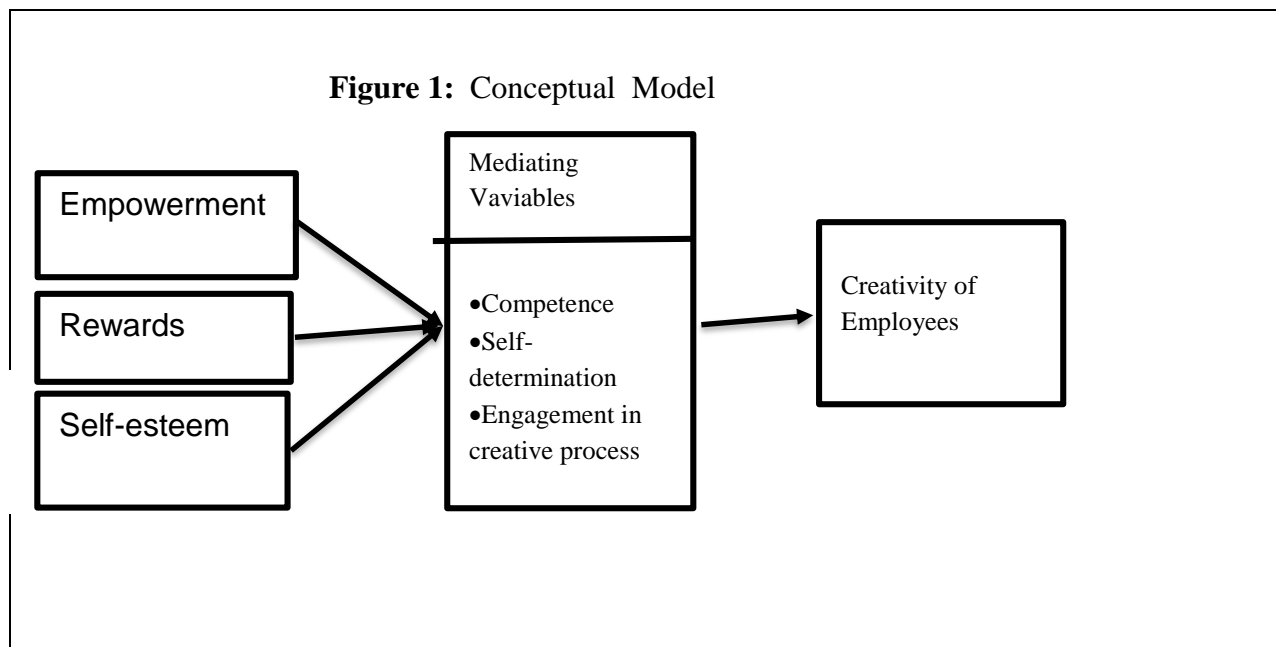 Figure 1: Conceptual Model
Empowerment
Rewards
Self-esteem
Mediating
Vaviables
•Competence
•Self-
determination
•Engagement in
creative process
Creativity of
Employees